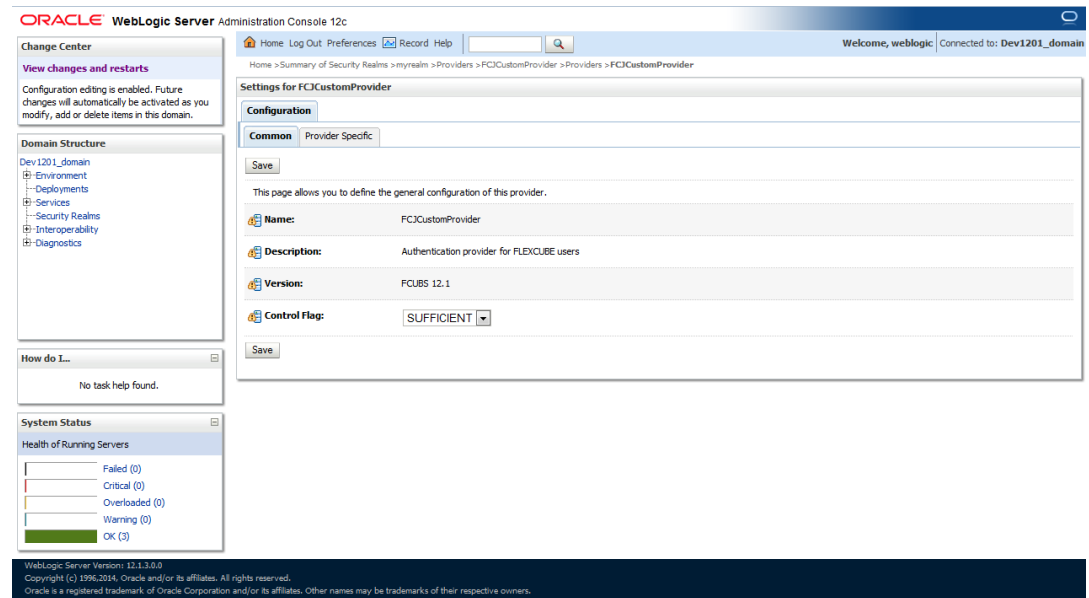 ORACLE WebLogic Server Administration Console 12c
Change Center
View changes and restarts
Configuration editing is enabled. Future
changes will automatically be activated as you
modify, add or delete items in this domain.
Domain Structure
Dev1201_domain
Environment
Deployments
Services
Security Realms
Interoperability
Diagnostics
How do I...
No task help found.
System Status
Health of Running Servers
Failed (0)
Critical (0)
Overloaded (0)
Warning (0)
OK (3)
Home Log Out Preferences Record Help
Welcome, weblogic Connected to: Dev1201_domain
Home >Summary of Security Realms >myrealm >Providers >FCJCustomProvider >Providers >FCJCustomProvider
Settings for FCJCustomProvider
Configuration
Common Provider Specific
Save
This page allows you to define the general configuration of this provider.
Name: FCJCustomProvider
Description: Authentication provider for FLEXCUBE users
Version: FCUBS 12.1
Control Flag: SUFFICIENT
Save
WebLogic Server Version: 12.1.3.0.0
Copyright (c) 1996,2014, Oracle and/or its affiliates. All rights reserved.
Oracle is a registered trademark of Oracle Corporation and/or its affiliates. Other names may be trademarks of their respective owners.